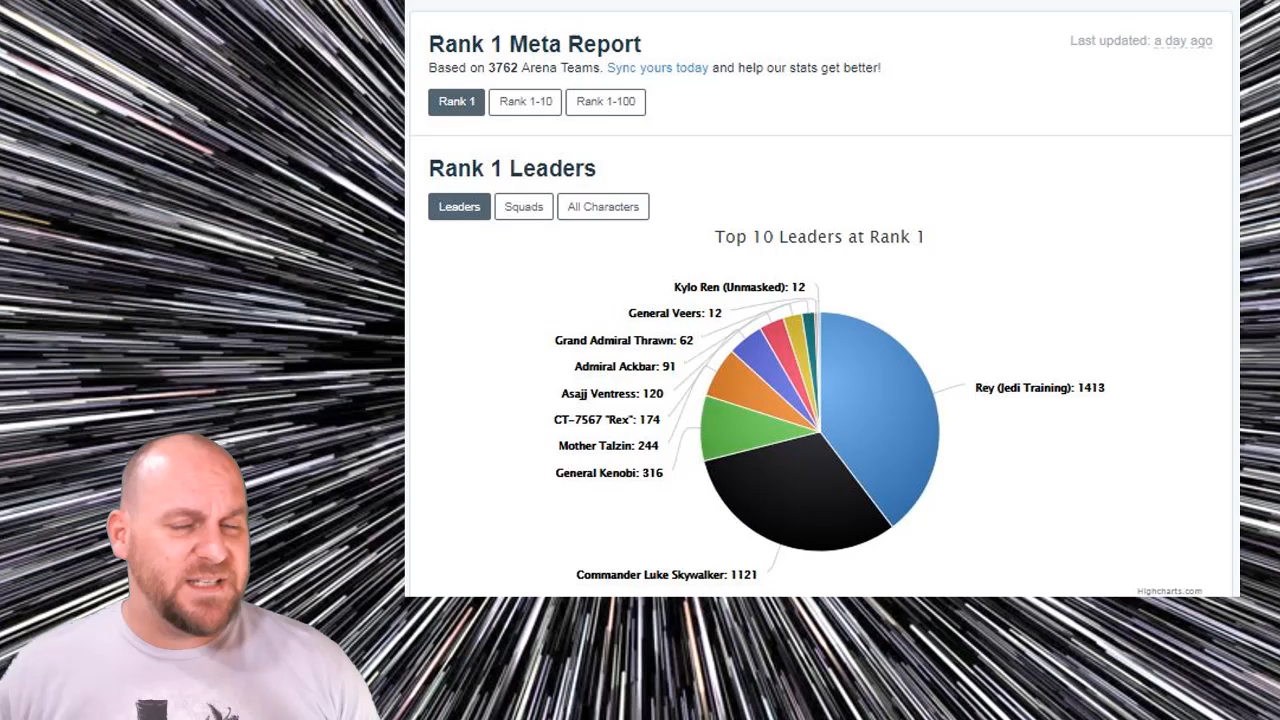 Rank 1 Meta Report
Last updated: a day ago
Based on 3762 Arena Teams. Sync yours today and help our stats get better!
Rank 1
Rank 1-10
Rank 1-100
Rank 1 Leaders
Leaders
Squads
All Characters
Top 10 Leaders at Rank 1
Kylo Ren (Unmasked): 12
General Veers: 12
Grand Admiral Thrawn: 62
Admiral Ackbar: 91
Asajj Ventress: 120
CT-7567 "Rex": 174
Mother Talzin: 244
General Kenobi: 316
Rey (Jedi Training): 1413
Commander Luke Skywalker: 1121
Highcharts.com